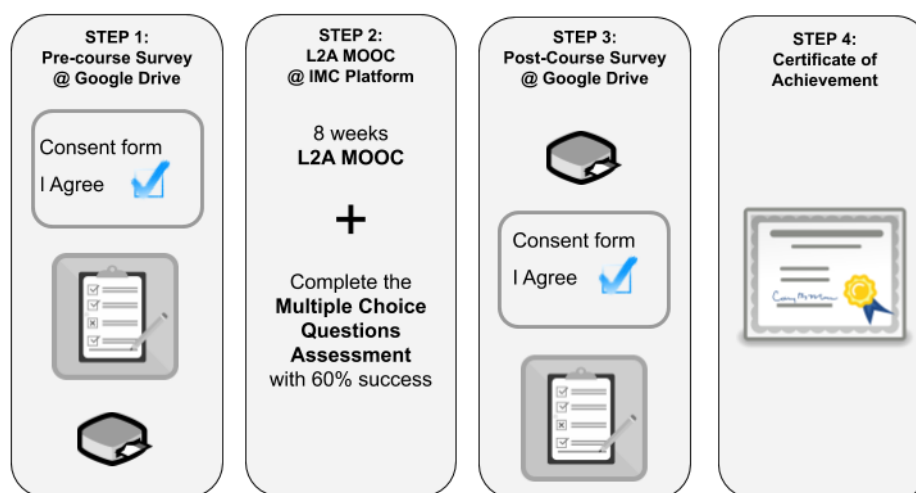 STEP 1:
Pre-course Survey
@ Google Drive
Consent form
I Agree
STEP 2:
L2A MOOC
@ IMC Platform
8 weeks
L2A MOOC
+
Complete the
Multiple Choice
Questions
Assessment
with 60% success
STEP 3:
Post-Course Survey
@ Google Drive
Consent form
I Agree
STEP 4:
Certificate of
Achievement